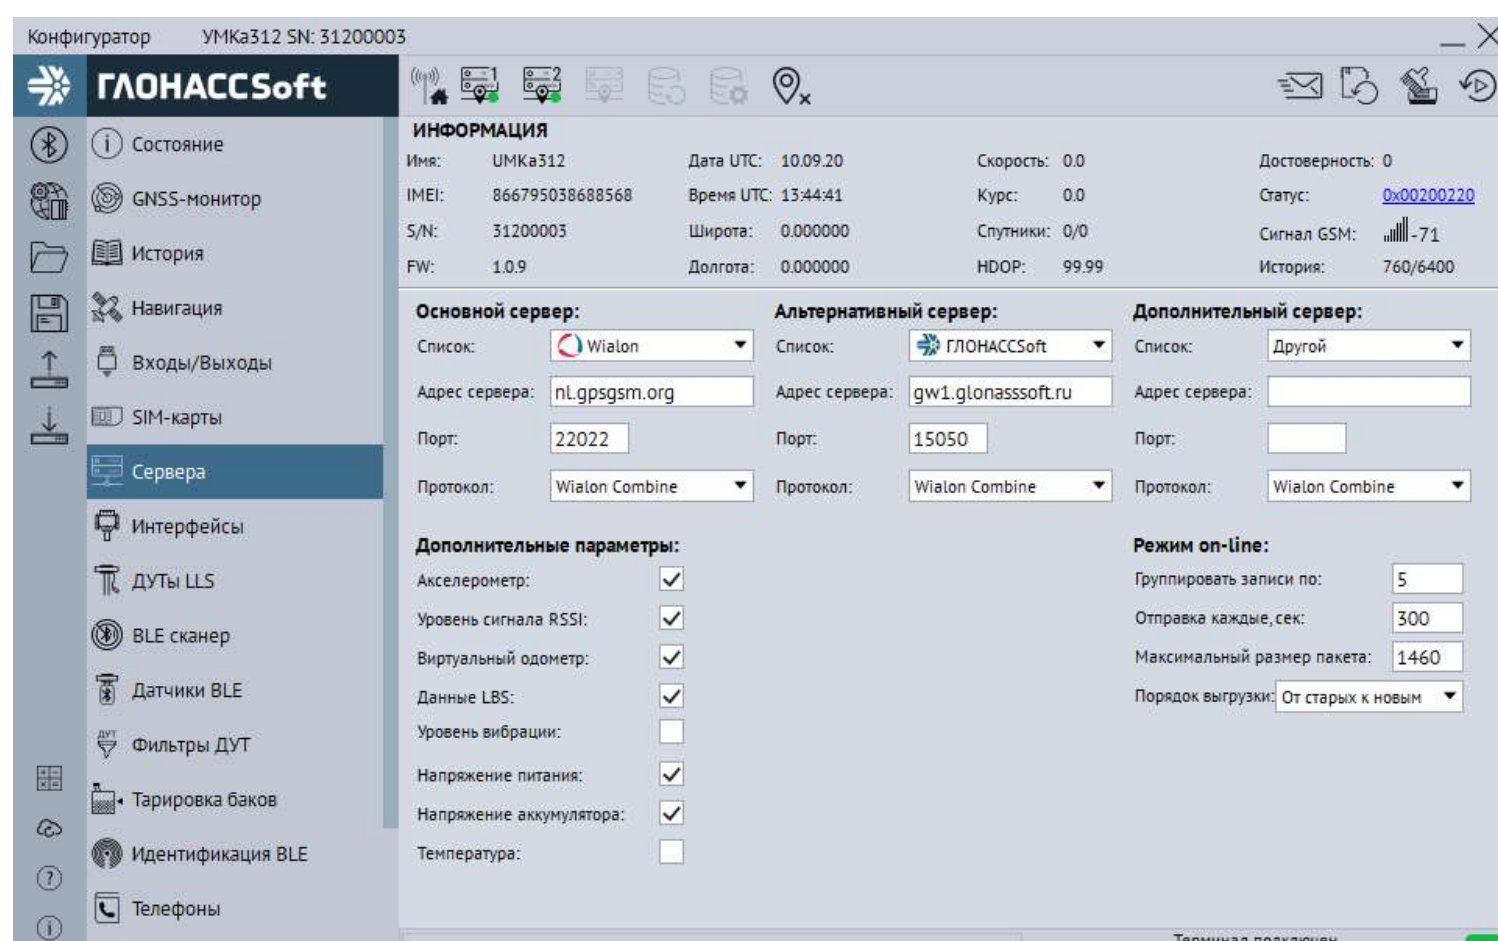 Конфигуратор УМКа312 SN: 31200003
ГЛОНАССSoft
1 2 3
Состояние
GNSS-монитор
История
Навигация
Входы/Выходы
SIM-карты
Сервера
Интерфейсы
ДУТы LLS
BLE сканер
Датчики BLE
Фильтры ДУТ
Тарировка баков
Идентификация BLE
Телефоны
ИНФОРМАЦИЯ
Имя: UMKa312 Дата UTC: 10.09.20 Скорость: 0.0 Достоверность: 0
IMEI: 866795038688568 Время UTC: 13:44:41 Курс: 0.0 Статус: 0x00200220
S/N: 31200003 Широта: 0.000000 Спутники: 0/0 Сигнал GSM: -71
FW: 1.0.9 Долгота: 0.000000 HDOP: 99.99 История: 760/6400
Основной сервер:
Список: Wialon
Адрес сервера: nl.gpsgsm.org
Порт: 22022
Протокол: Wialon Combine
Альтернативный сервер:
Список: ГЛОНАССSoft
Адрес сервера: gw1.glonasssoft.ru
Порт: 15050
Протокол: Wialon Combine
Дополнительный сервер:
Список: Другой
Адрес сервера:
Порт:
Протокол: Wialon Combine
Дополнительные параметры:
Акселерометр:
Уровень сигнала RSSI:
Виртуальный одометр:
Данные LBS:
Уровень вибрации:
Напряжение питания:
Напряжение аккумулятора:
Температура:
Режим on-line:
Группировать записи по: 5
Отправка каждые, сек: 300
Максимальный размер пакета: 1460
Порядок выгрузки: От старых к новым
Терминал подключен